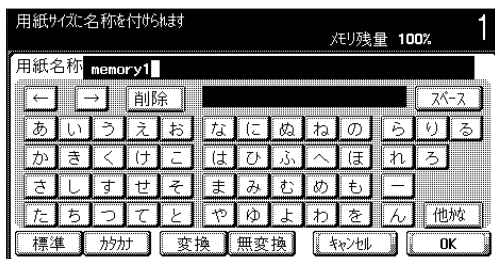 用紙サイズに名称を付けられます
メモリ残量 100% 1
用紙名称 memory1
← → 削除 スペース
あ い う え お な に ぬ ね の ら り る
か き く け こ は ひ ふ へ ほ れ ろ
さ し す せ そ ま み む め も ー
た ち つ て と や ゆ よ わ を ん 他かな
標準 カタカナ 変換 無変換 キャンセル OK